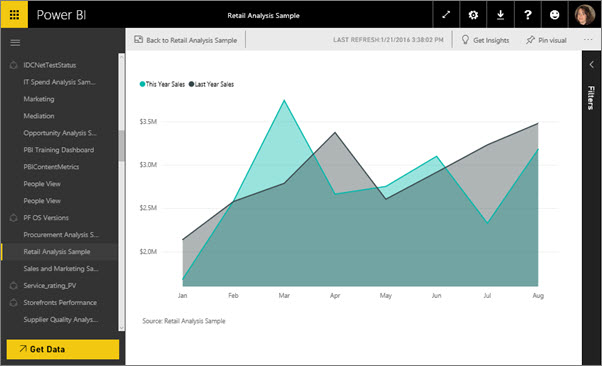 Power BI
Retail Analysis Sample
Back to Retail Analysis Sample
LAST REFRESH:1/21/2016 3:38:02 PM
Get Insights
Pin visual
...
IDCNetTestStatus
IT Spend Analysis Sam...
Marketing
Mediation
Opportunity Analysis S...
PBI Training Dashboard
PBIContentMetrics
People View
People View
PF OS Versions
Procurement Analysis S...
Retail Analysis Sample
Sales and Marketing Sa...
Service_rating_PV
Storefronts Performance
Supplier Quality Analys...
Get Data
This Year Sales
Last Year Sales
$3.5M
$3.0M
$2.5M
$2.0M
Jan Feb Mar Apr May Jun Jul Aug
Source: Retail Analysis Sample
Filters